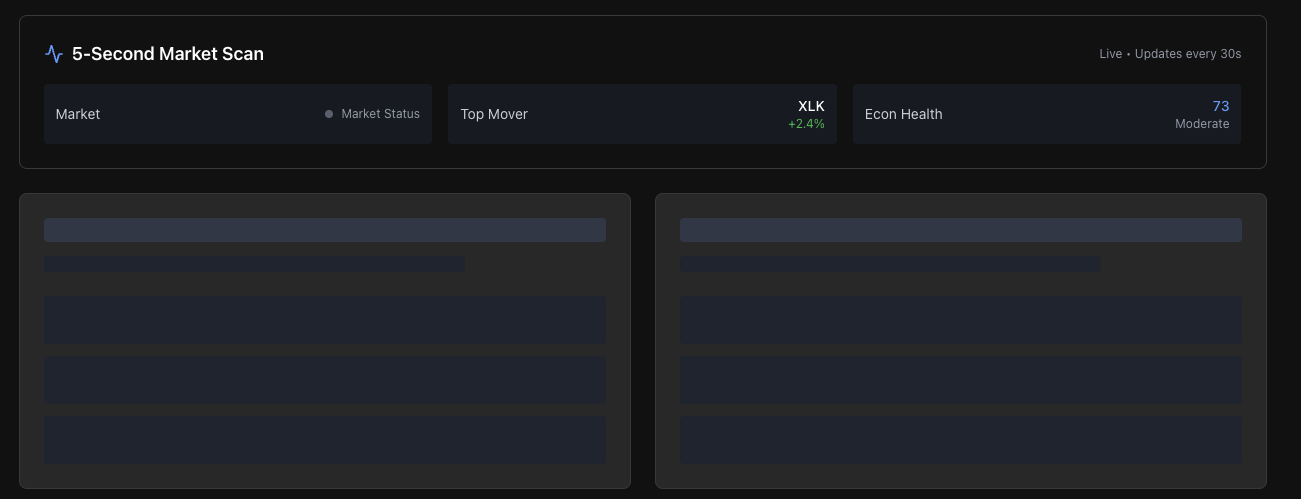 5-Second Market Scan
Live • Updates every 30s
Market
Market Status
Top Mover
XLK
+2.4%
Econ Health
73
Moderate